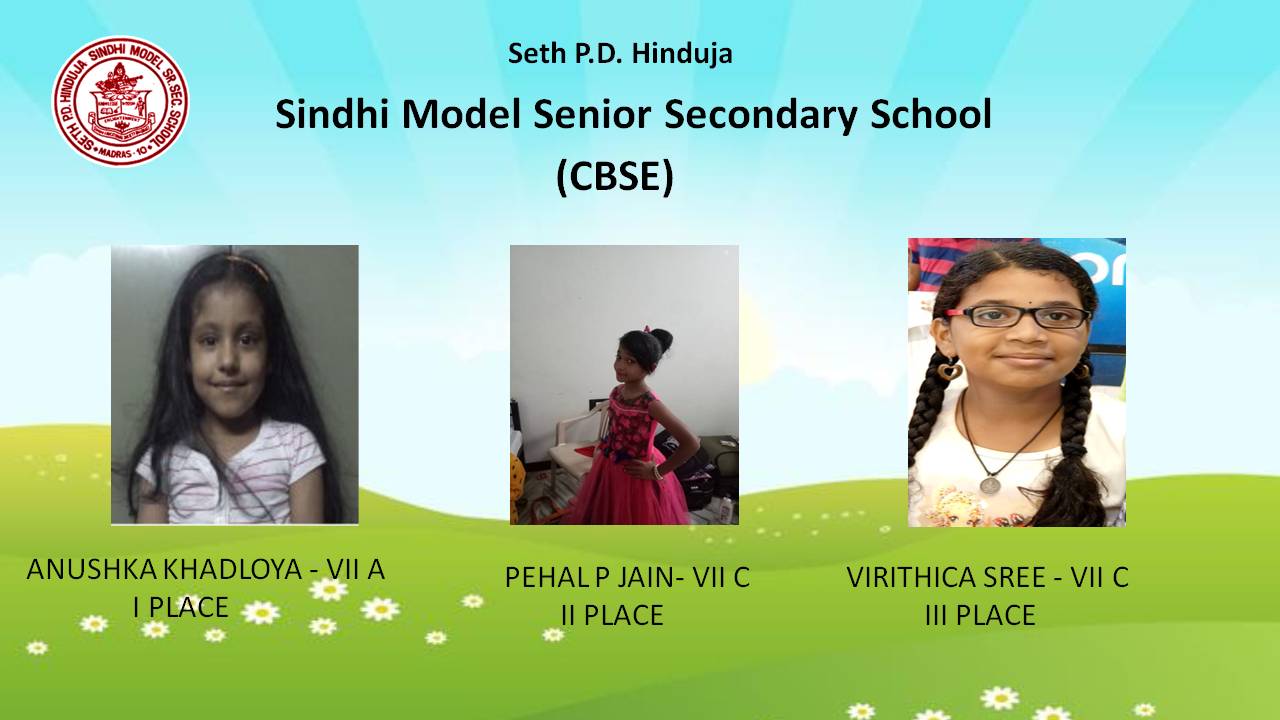 SETH P.D. HINDUJA SINDHI MODEL SR. SEC. SCHOOL
• MADRAS - 10 •
Seth P.D. Hinduja
Sindhi Model Senior Secondary School
(CBSE)
on
ANUSHKA KHADLOYA - VII A
I PLACE
PEHAL P JAIN- VII C
II PLACE
VIRITHICA SREE - VII C
III PLACE